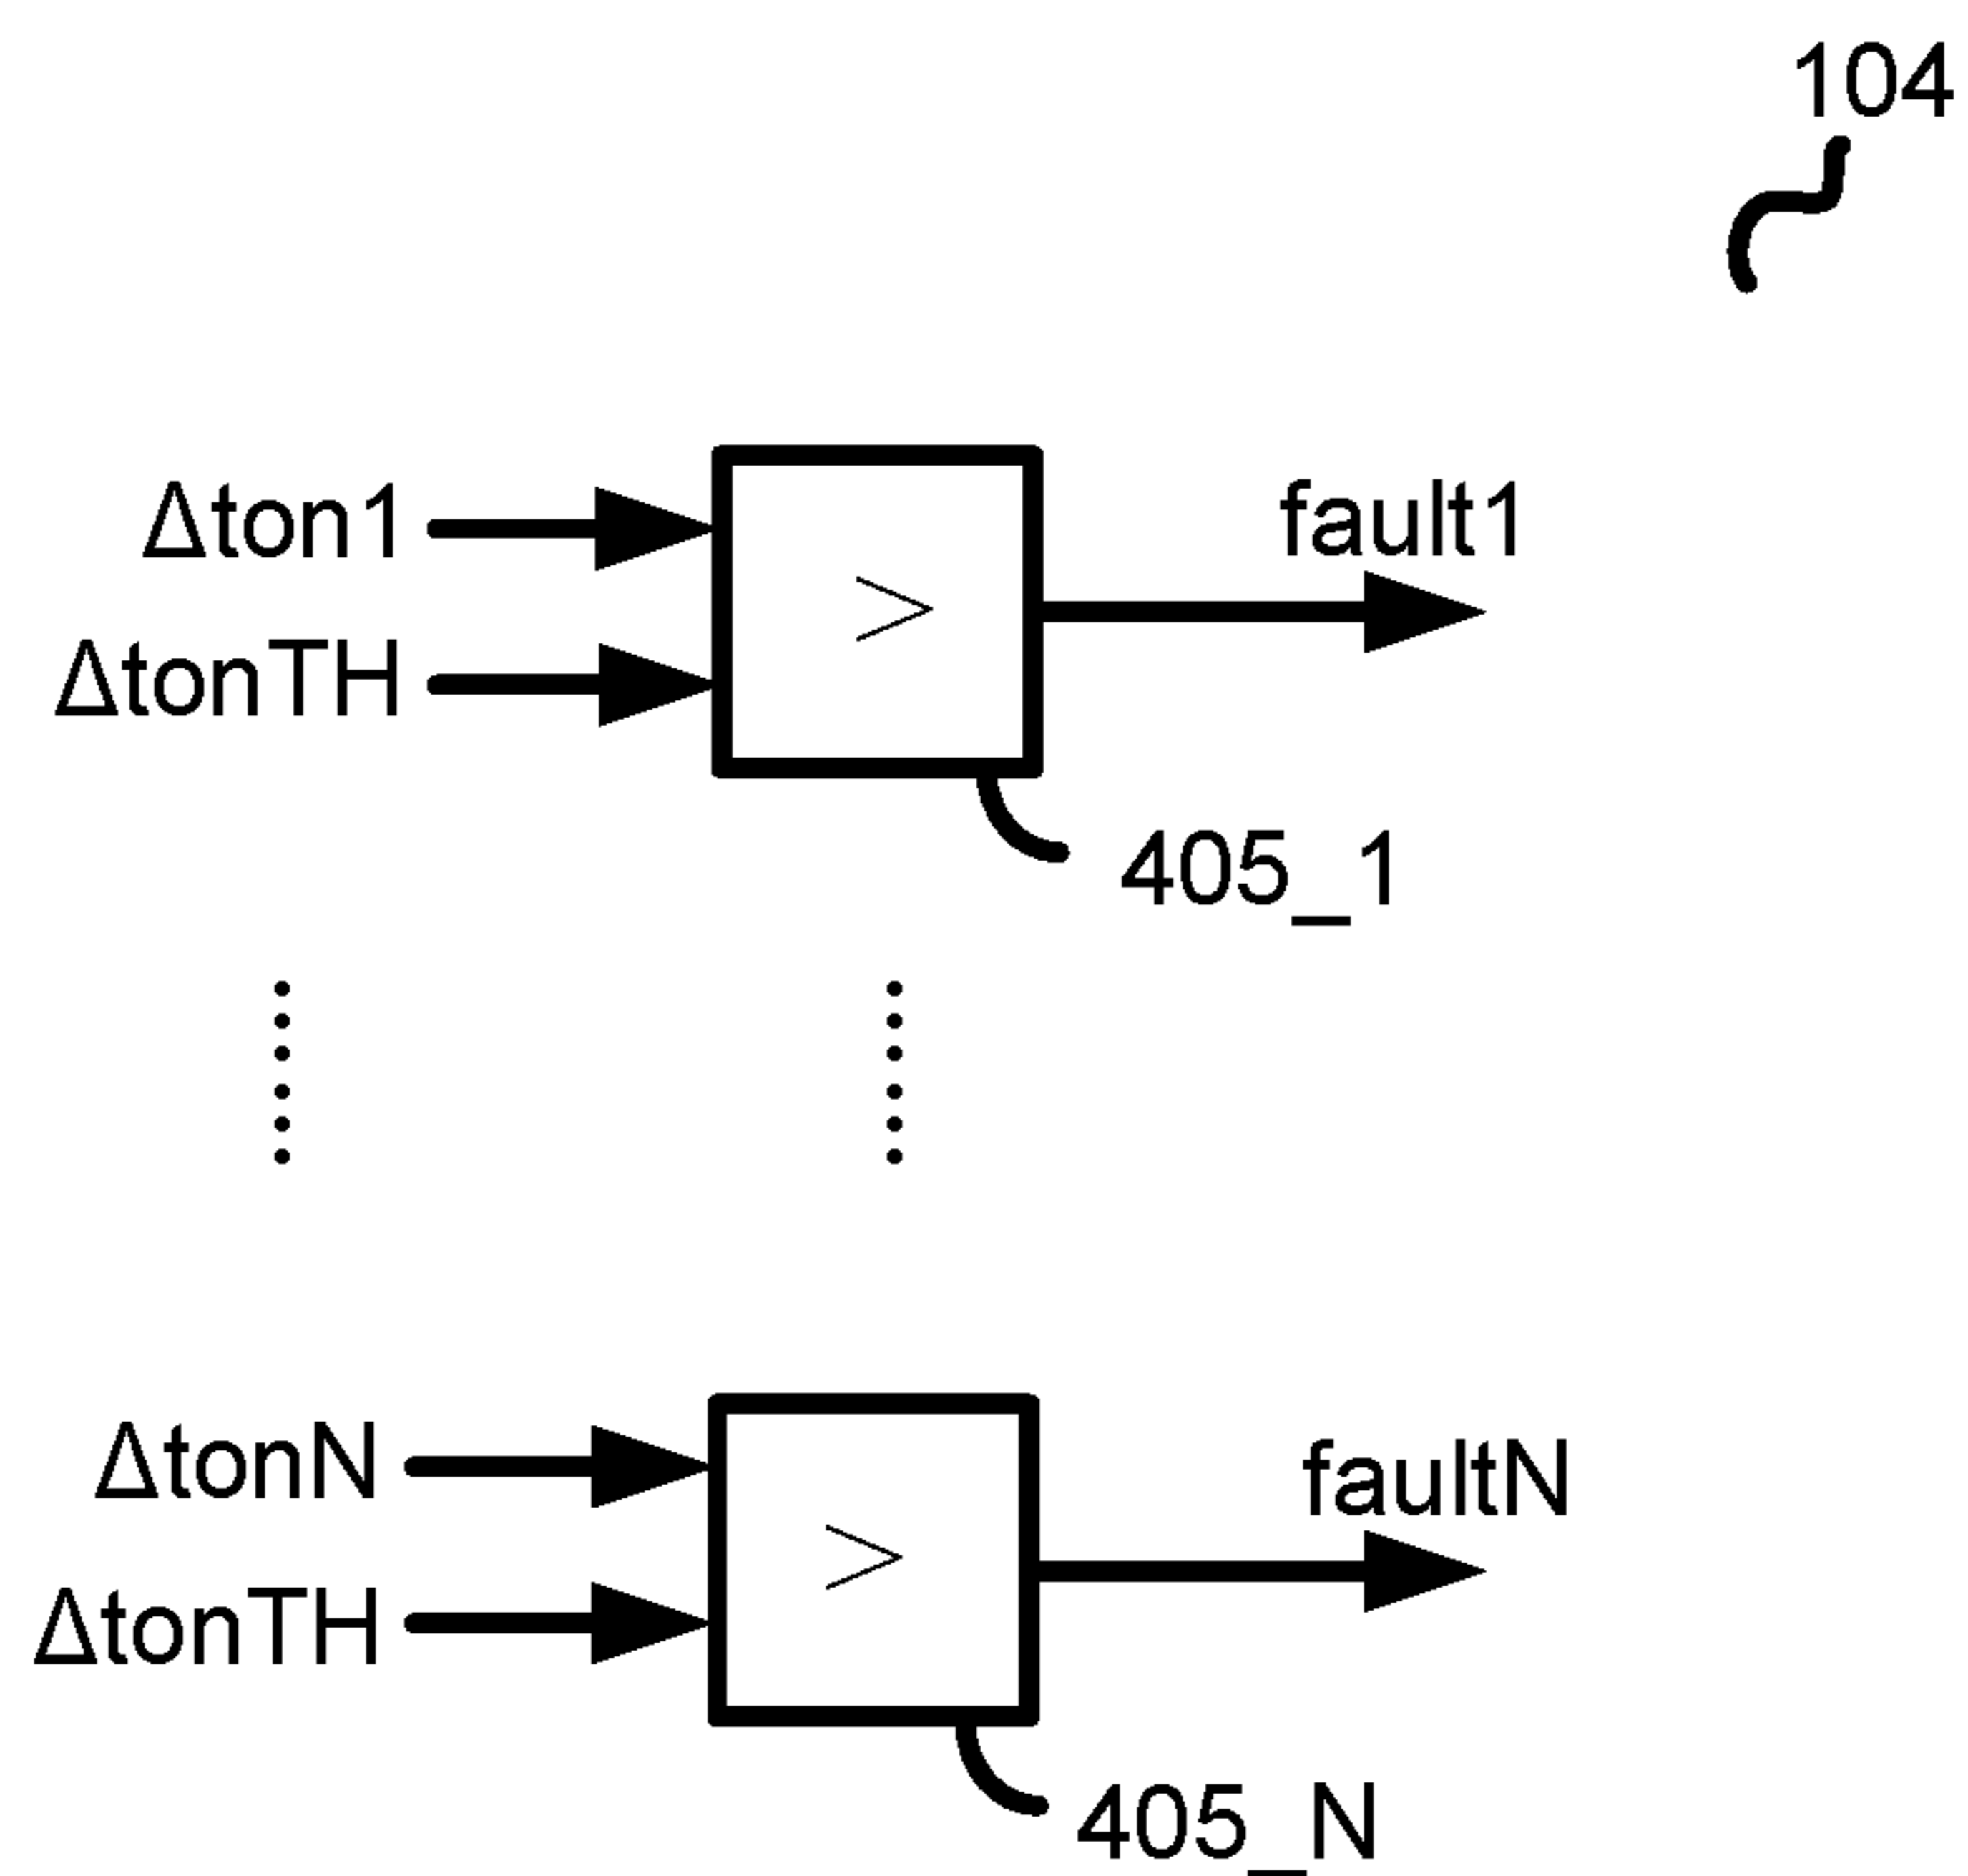 104
Δton1
fault1
>
ΔtonTH
405_1
ΔtonN
faultN
>
ΔtonTH
405_N